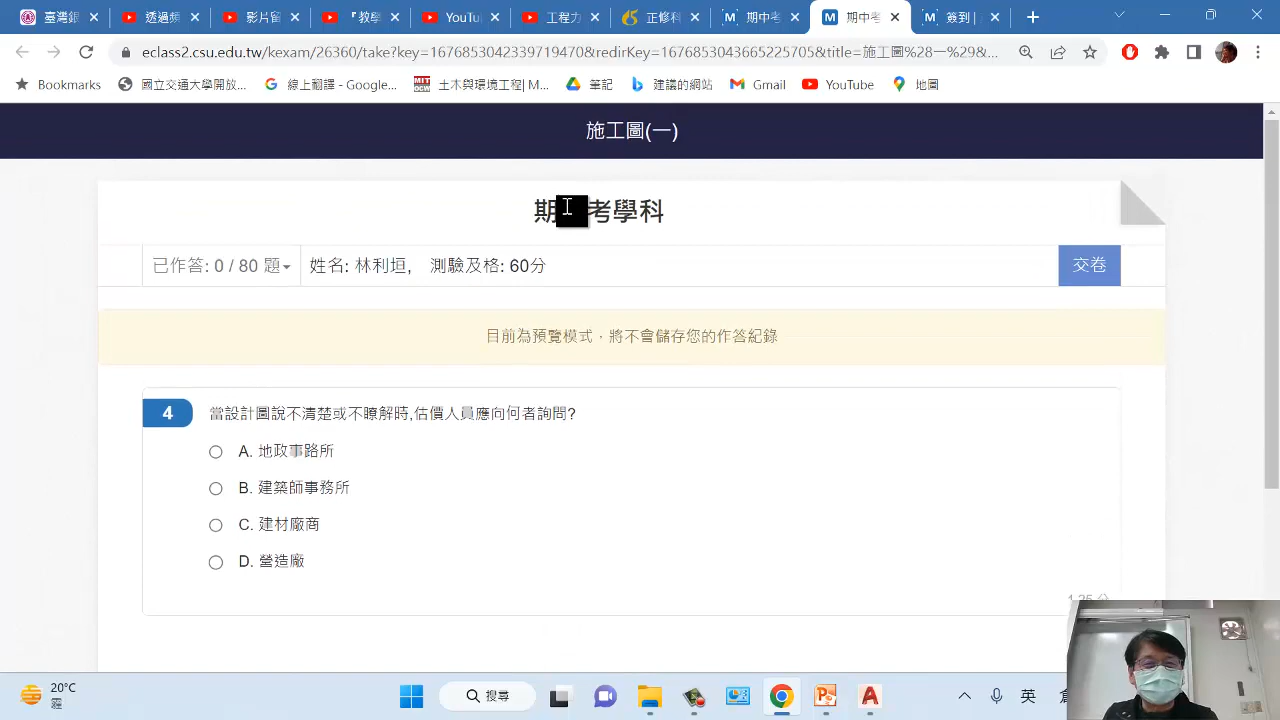 臺灣銀
透過頻
影片留
『教學
YouTu
工程力
正修科
期中考
期中考
簽到 |
eclass2.csu.edu.tw/kexam/26360/take?key=1676853042339719470&redirKey=1676853043665225705&title=施工圖%28一%29&...
Bookmarks
國立交通大學開放...
線上翻譯 - Google...
土木與環境工程| M...
筆記
建議的網站
Gmail
YouTube
地圖
施工圖(一)
期 考學科
已作答: 0 / 80 題
姓名: 林利垣, 測驗及格: 60分
交卷
目前為預覽模式，將不會儲存您的作答紀錄
4 當設計圖說不清楚或不瞭解時,估價人員應向何者詢問?
A. 地政事路所
B. 建築師事務所
C. 建材廠商
D. 營造廠
1.25 分
20°C
霾
搜尋
英